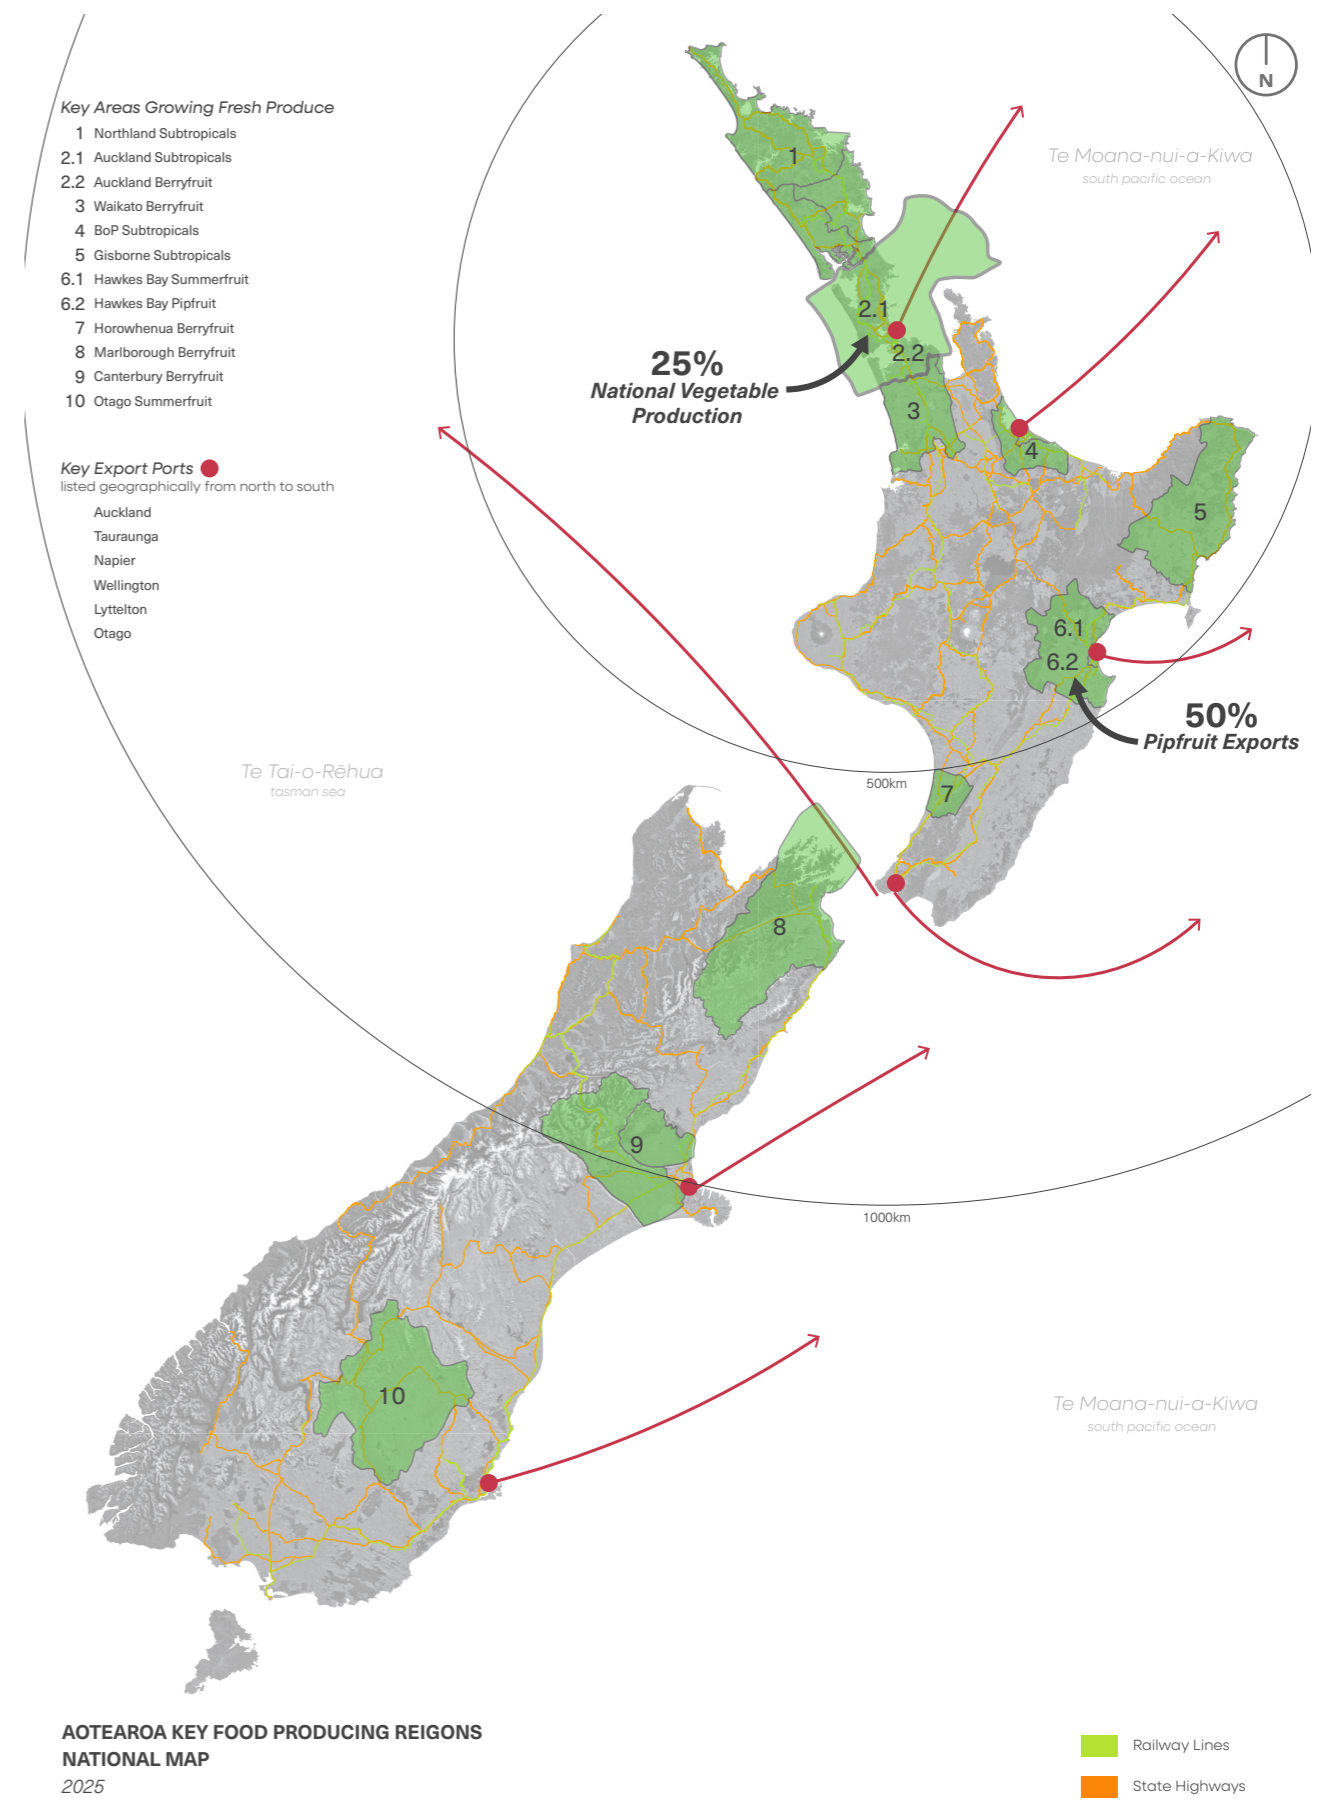 Key Areas Growing Fresh Produce
1 Northland Subtropicals
2.1 Auckland Subtropicals
2.2 Auckland Berryfruit
3 Waikato Berryfruit
4 BoP Subtropicals
5 Gisborne Subtropicals
6.1 Hawkes Bay Summerfruit
6.2 Hawkes Bay Pipfruit
7 Horowhenua Berryfruit
8 Marlborough Berryfruit
9 Canterbury Berryfruit
10 Otago Summerfruit
Key Export Ports
listed geographically from north to south
Auckland
Tauraunga
Napier
Wellington
Lyttelton
Otago
N
Te Moana-nui-a-Kiwa
south pacific ocean
1
2.1
2.2
25%
National Vegetable
Production
3
4
5
6.1
6.2
50%
Pipfruit Exports
Te Tai-o-Rēhua
tasman sea
500km
7
8
9
1000km
10
Te Moana-nui-a-Kiwa
south pacific ocean
AOTEAROA KEY FOOD PRODUCING REIGONS
NATIONAL MAP
2025
Railway Lines
State Highways